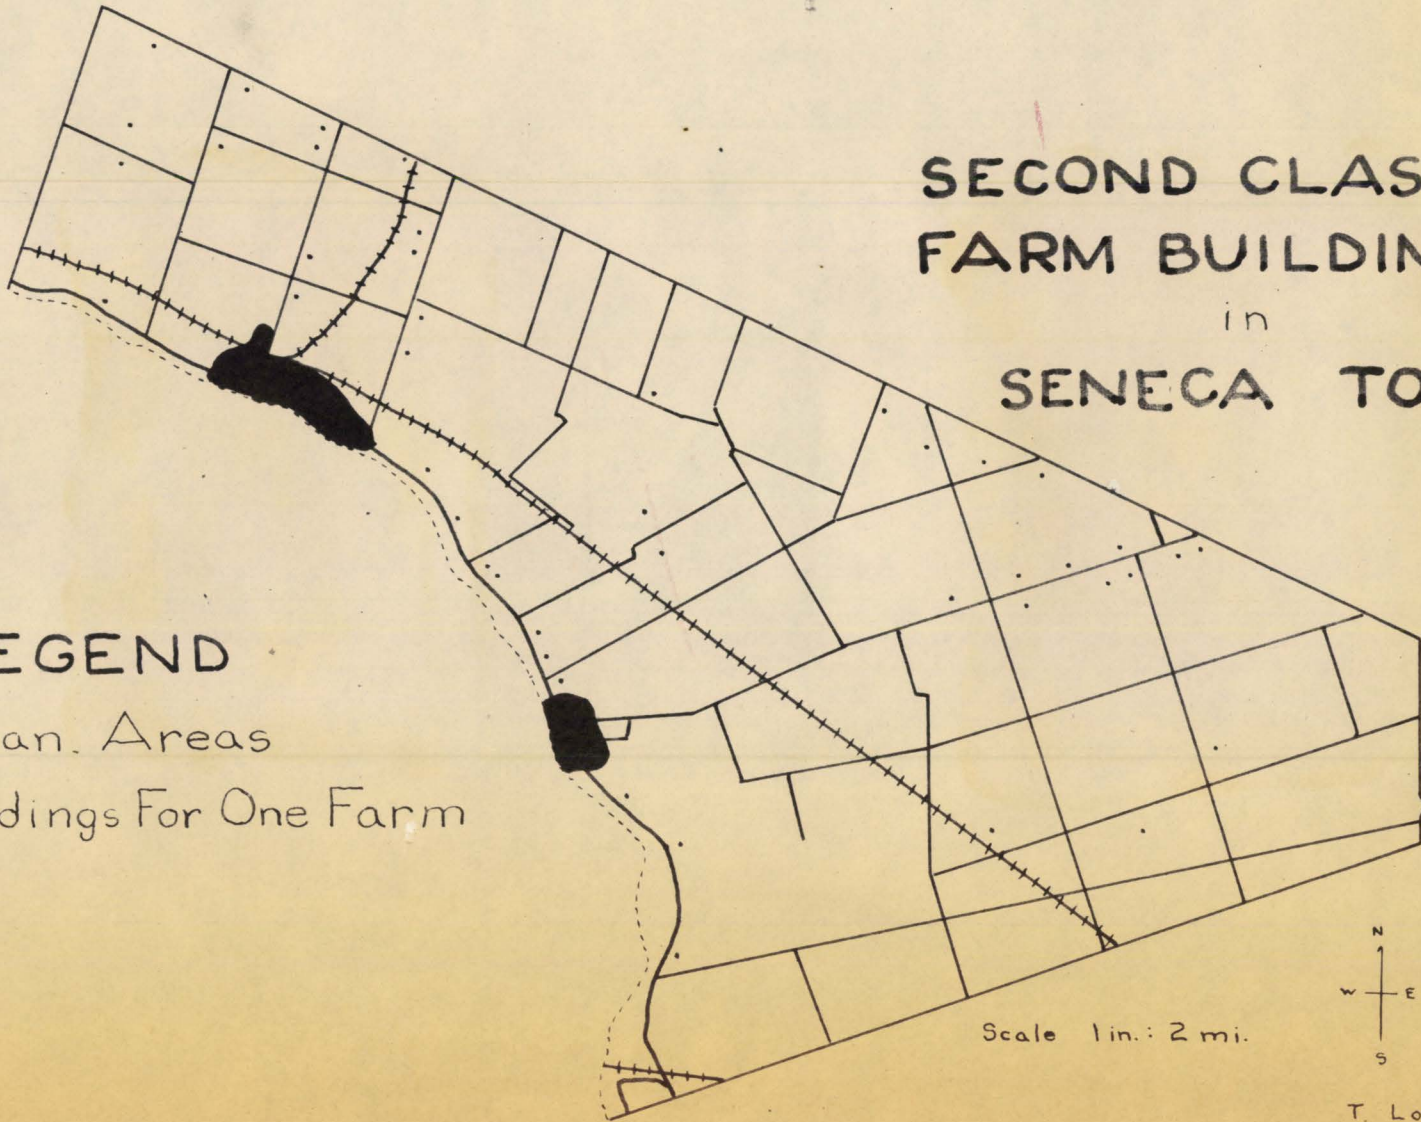 SECOND CLAS
FARM BUILDIN
in
SENECA TO
EGEND
an. Areas
dings For One Farm
Scale 1 in. : 2 mi.
N
W E
S
T. Lo